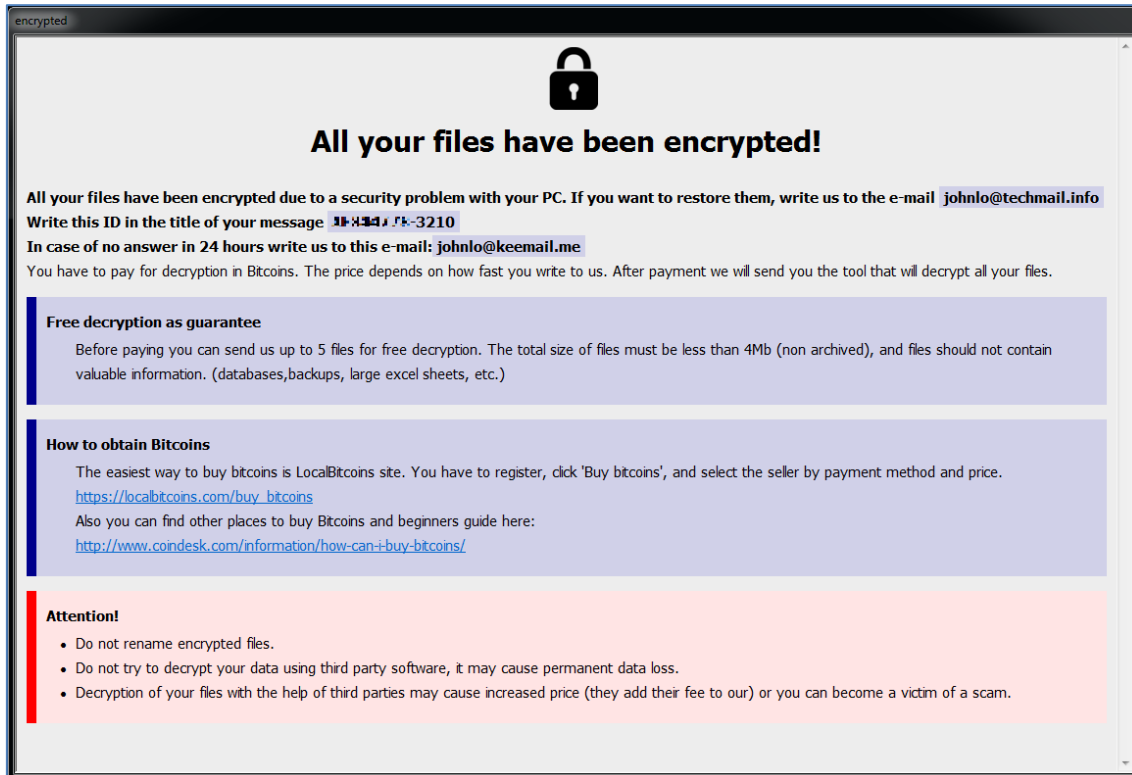 encrypted
All your files have been encrypted!
All your files have been encrypted due to a security problem with your PC. If you want to restore them, write us to the e-mail johnlo@techmail.info
Write this ID in the title of your message -3210
In case of no answer in 24 hours write us to this e-mail: johnlo@keemail.me
You have to pay for decryption in Bitcoins. The price depends on how fast you write to us. After payment we will send you the tool that will decrypt all your files.
Free decryption as guarantee
Before paying you can send us up to 5 files for free decryption. The total size of files must be less than 4Mb (non archived), and files should not contain
valuable information. (databases,backups, large excel sheets, etc.)
How to obtain Bitcoins
The easiest way to buy bitcoins is LocalBitcoins site. You have to register, click 'Buy bitcoins', and select the seller by payment method and price.
https://localbitcoins.com/buy_bitcoins
Also you can find other places to buy Bitcoins and beginners guide here:
http://www.coindesk.com/information/how-can-i-buy-bitcoins/
Attention!
• Do not rename encrypted files.
• Do not try to decrypt your data using third party software, it may cause permanent data loss.
• Decryption of your files with the help of third parties may cause increased price (they add their fee to our) or you can become a victim of a scam.